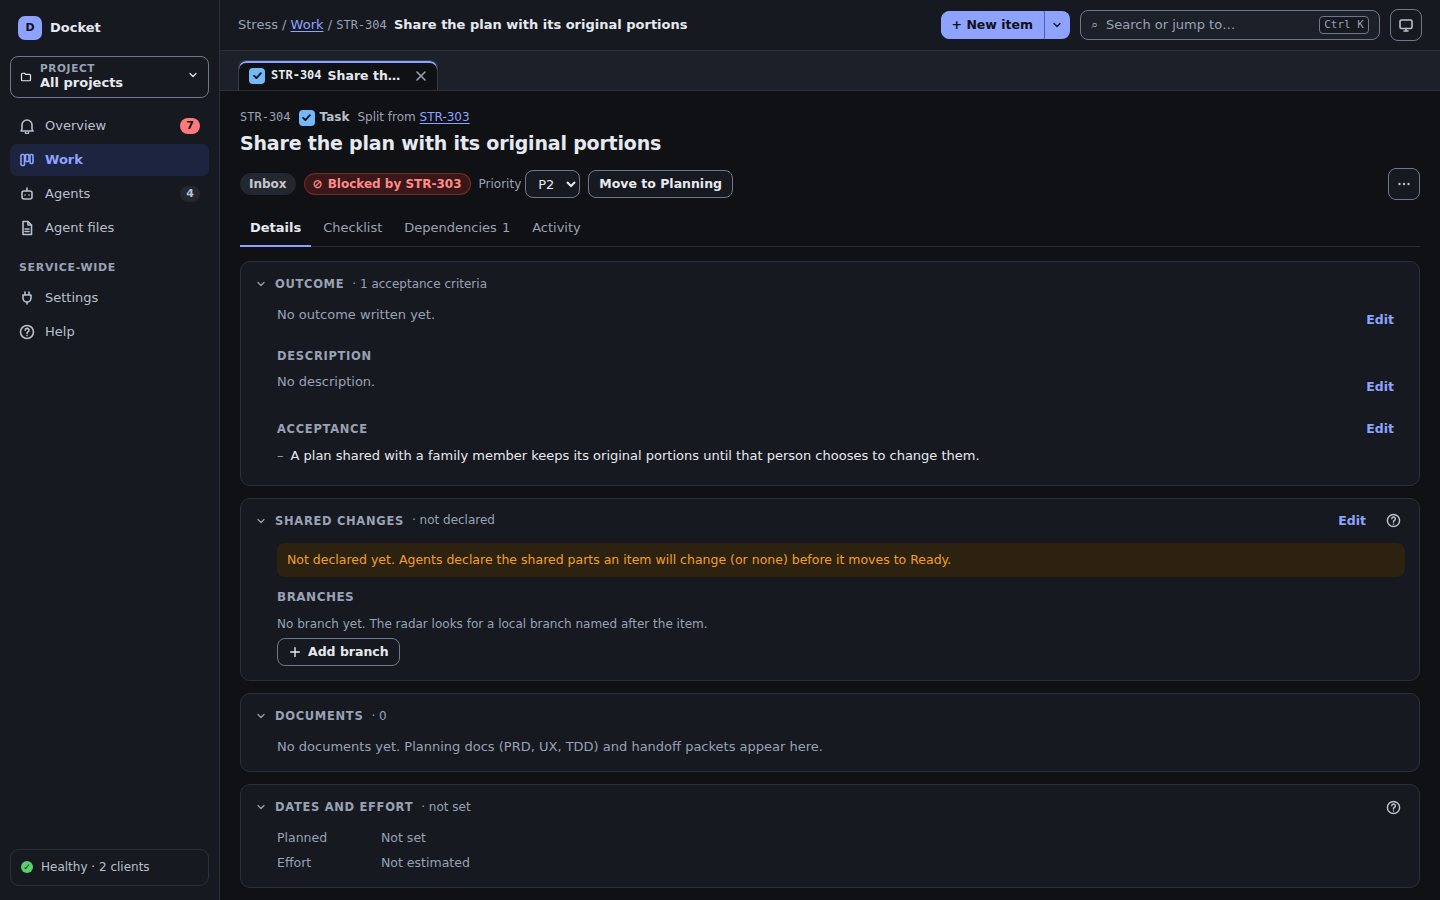 D Docket
PROJECT
All projects
Overview 7
Work
Agents 4
Agent files
SERVICE-WIDE
Settings
Help
Healthy · 2 clients
Stress / Work / STR-304 Share the plan with its original portions
+ New item
Search or jump to… Ctrl K
STR-304 Share th…
STR-304 Task Split from STR-303
Share the plan with its original portions
Inbox Blocked by STR-303 Priority P2 Move to Planning
Details Checklist Dependencies 1 Activity
OUTCOME · 1 acceptance criteria
No outcome written yet.
Edit
DESCRIPTION
No description.
Edit
ACCEPTANCE Edit
– A plan shared with a family member keeps its original portions until that person chooses to change them.
SHARED CHANGES · not declared Edit
Not declared yet. Agents declare the shared parts an item will change (or none) before it moves to Ready.
BRANCHES
No branch yet. The radar looks for a local branch named after the item.
+ Add branch
DOCUMENTS · 0
No documents yet. Planning docs (PRD, UX, TDD) and handoff packets appear here.
DATES AND EFFORT · not set
Planned Not set
Effort Not estimated